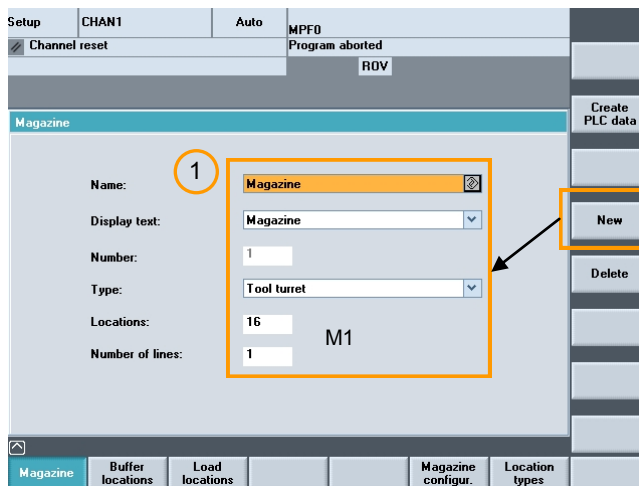 Setup CHAN1 Auto MPF0
Channel reset Program aborted
ROV
Create
PLC data
Magazine
1
Name: Magazine
Display text: Magazine
New
Number: 1
Delete
Type: Tool turret
Locations: 16
M1
Number of lines: 1
Magazine
Buffer
locations
Load
locations
Magazine
configur.
Location
types